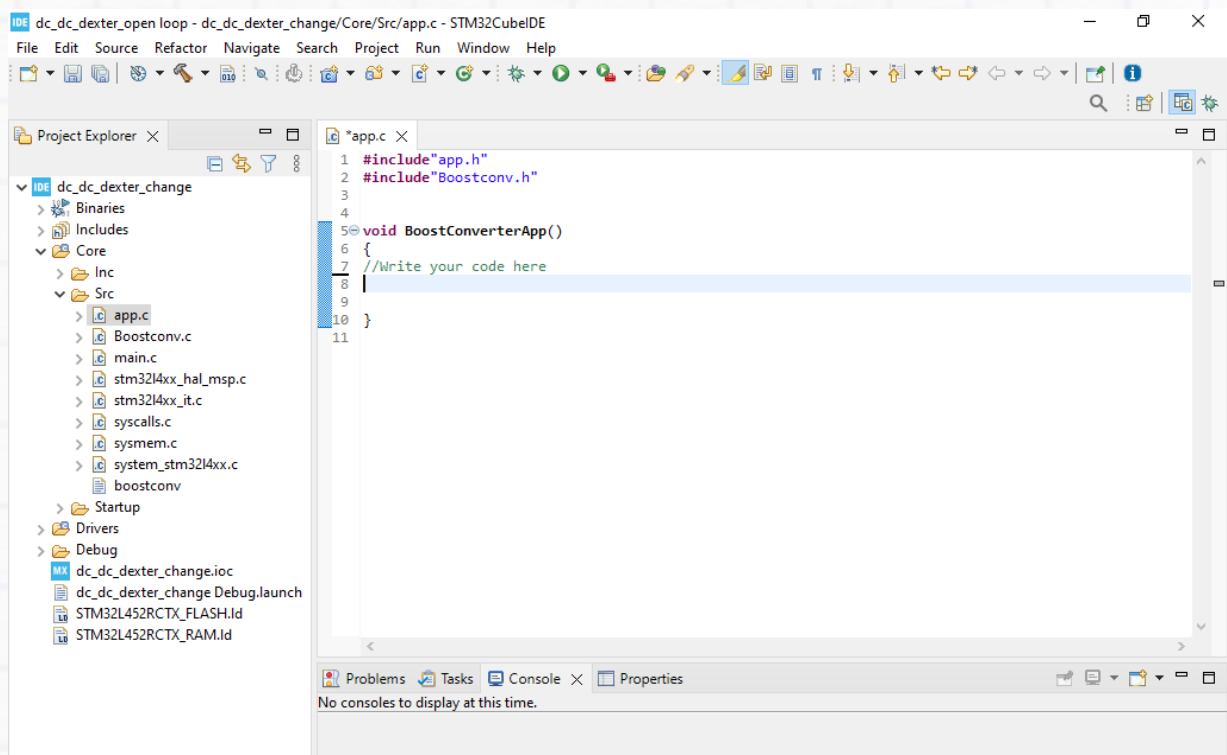 IDE dc_dc_dexter_open loop - dc_dc_dexter_change/Core/Src/app.c - STM32CubeIDE
File Edit Source Refactor Navigate Search Project Run Window Help
Project Explorer
IDE dc_dc_dexter_change
Binaries
Includes
Core
Inc
Src
app.c
Boostconv.c
main.c
stm32l4xx_hal_msp.c
stm32l4xx_it.c
syscalls.c
sysmem.c
system_stm32l4xx.c
boostconv
Startup
Drivers
Debug
MX dc_dc_dexter_change.ioc
dc_dc_dexter_change Debug.launch
STM32L452RCTX_FLASH.ld
STM32L452RCTX_RAM.ld
*app.c
1 #include"app.h"
2 #include"Boostconv.h"
3
4
5 void BoostConverterApp()
6 {
7 //Write your code here
8
9
10 }
11
Problems Tasks Console Properties
No consoles to display at this time.